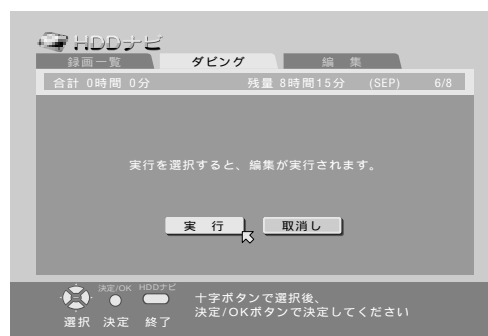 HDDナビ
録画一覧 ダビング 編 集
合計 0時間 0分 残量 8時間15分 (SEP) 6/8
実行を選択すると、編集が実行されます。
実 行 取消し
決定/OK HDDナビ
選択 決定 終了
十字ボタンで選択後、
決定/OKボタンで決定してください